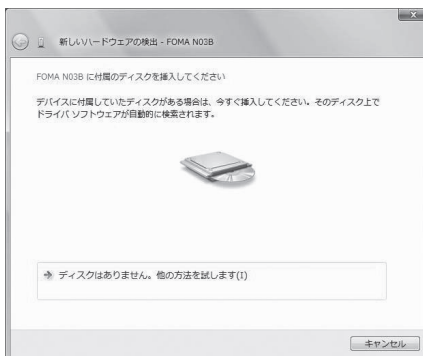 新しいハードウェアの検出 - FOMA N03B
FOMA N03B に付属のディスクを挿入してください
デバイスに付属していたディスクがある場合は、今すぐ挿入してください。そのディスク上で
ドライバ ソフトウェアが自動的に検索されます。
ディスクはありません。他の方法を試します(I)
キャンセル